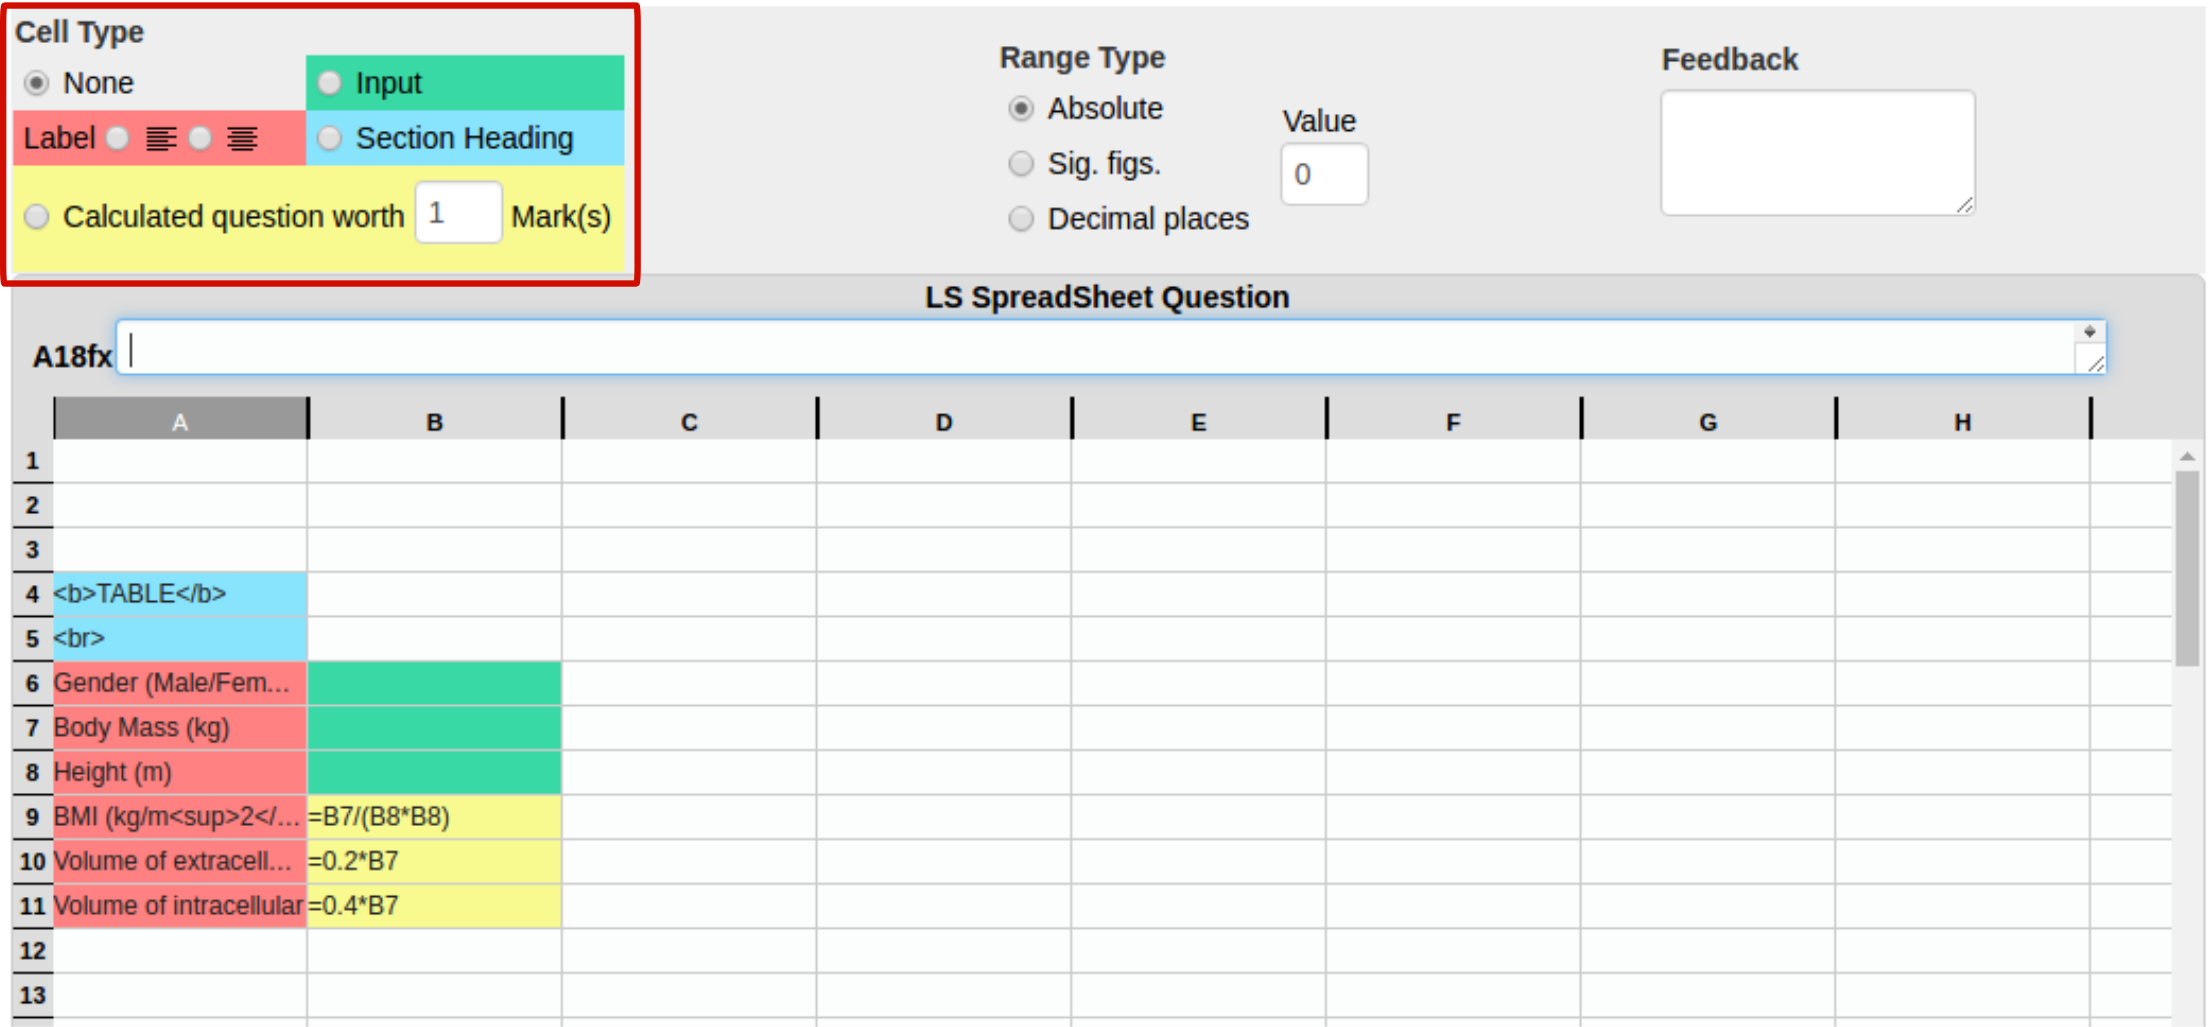 Cell Type
None Input
Label Section Heading
Calculated question worth 1 Mark(s)
Range Type
Absolute
Sig. figs.
Decimal places
Value
0
Feedback
LS SpreadSheet Question
A18fx
A B C D E F G H
1
2
3
4 <b>TABLE</b>
5 <br>
6 Gender (Male/Fem...
7 Body Mass (kg)
8 Height (m)
9 BMI (kg/m<sup>2</... =B7/(B8*B8)
10 Volume of extracell... =0.2*B7
11 Volume of intracellular =0.4*B7
12
13